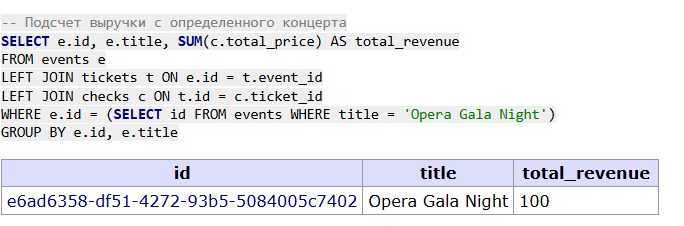 -- Подсчет выручки с определенного концерта
SELECT e.id, e.title, SUM(c.total_price) AS total_revenue
FROM events e
LEFT JOIN tickets t ON e.id = t.event_id
LEFT JOIN checks c ON t.id = c.ticket_id
WHERE e.id = (SELECT id FROM events WHERE title = 'Opera Gala Night')
GROUP BY e.id, e.title
id title total_revenue
e6ad6358-df51-4272-93b5-5084005c7402 Opera Gala Night 100